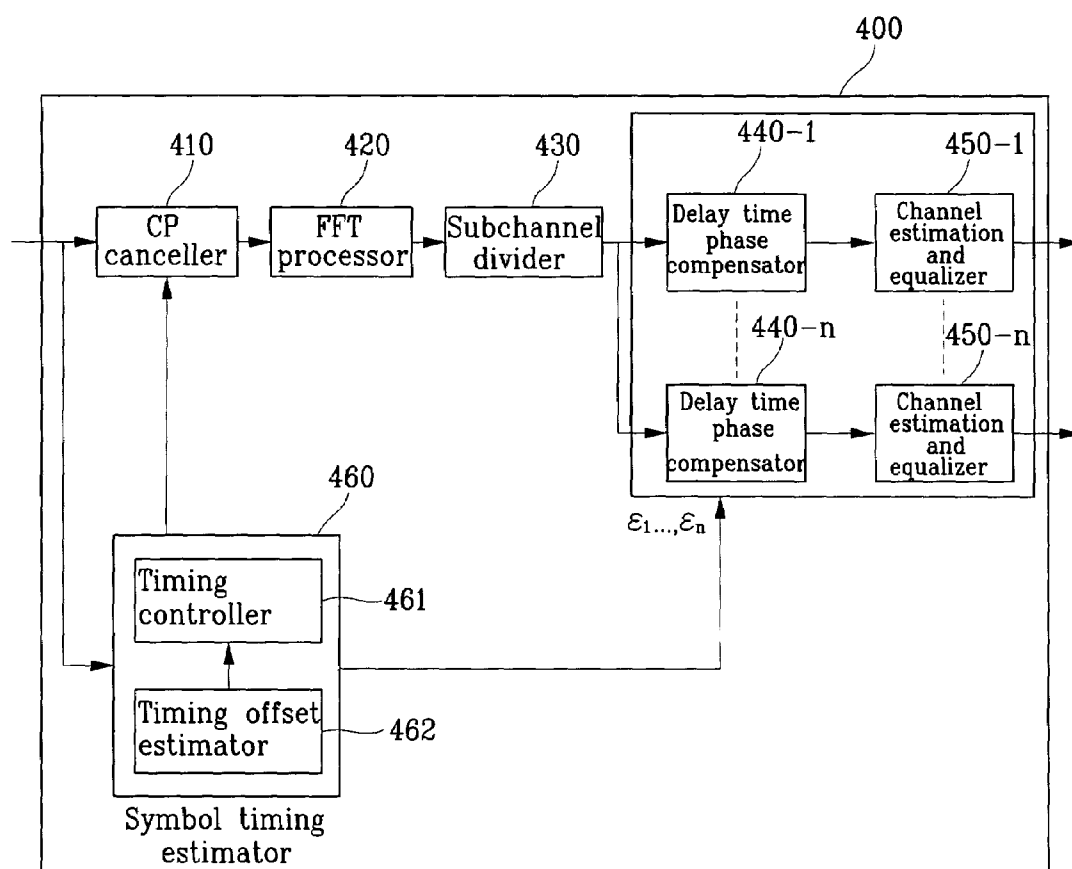 400
410
420
430
440-1
450-1
CP
canceller
FFT
processor
Subchannel
divider
Delay time
phase
compensator
Channel
estimation
and
equalizer
440-n
450-n
Delay time
phase
compensator
Channel
estimation
and
equalizer
460
ε1...,εn
Timing
controller
461
Timing offset
estimator
462
Symbol timing
estimator